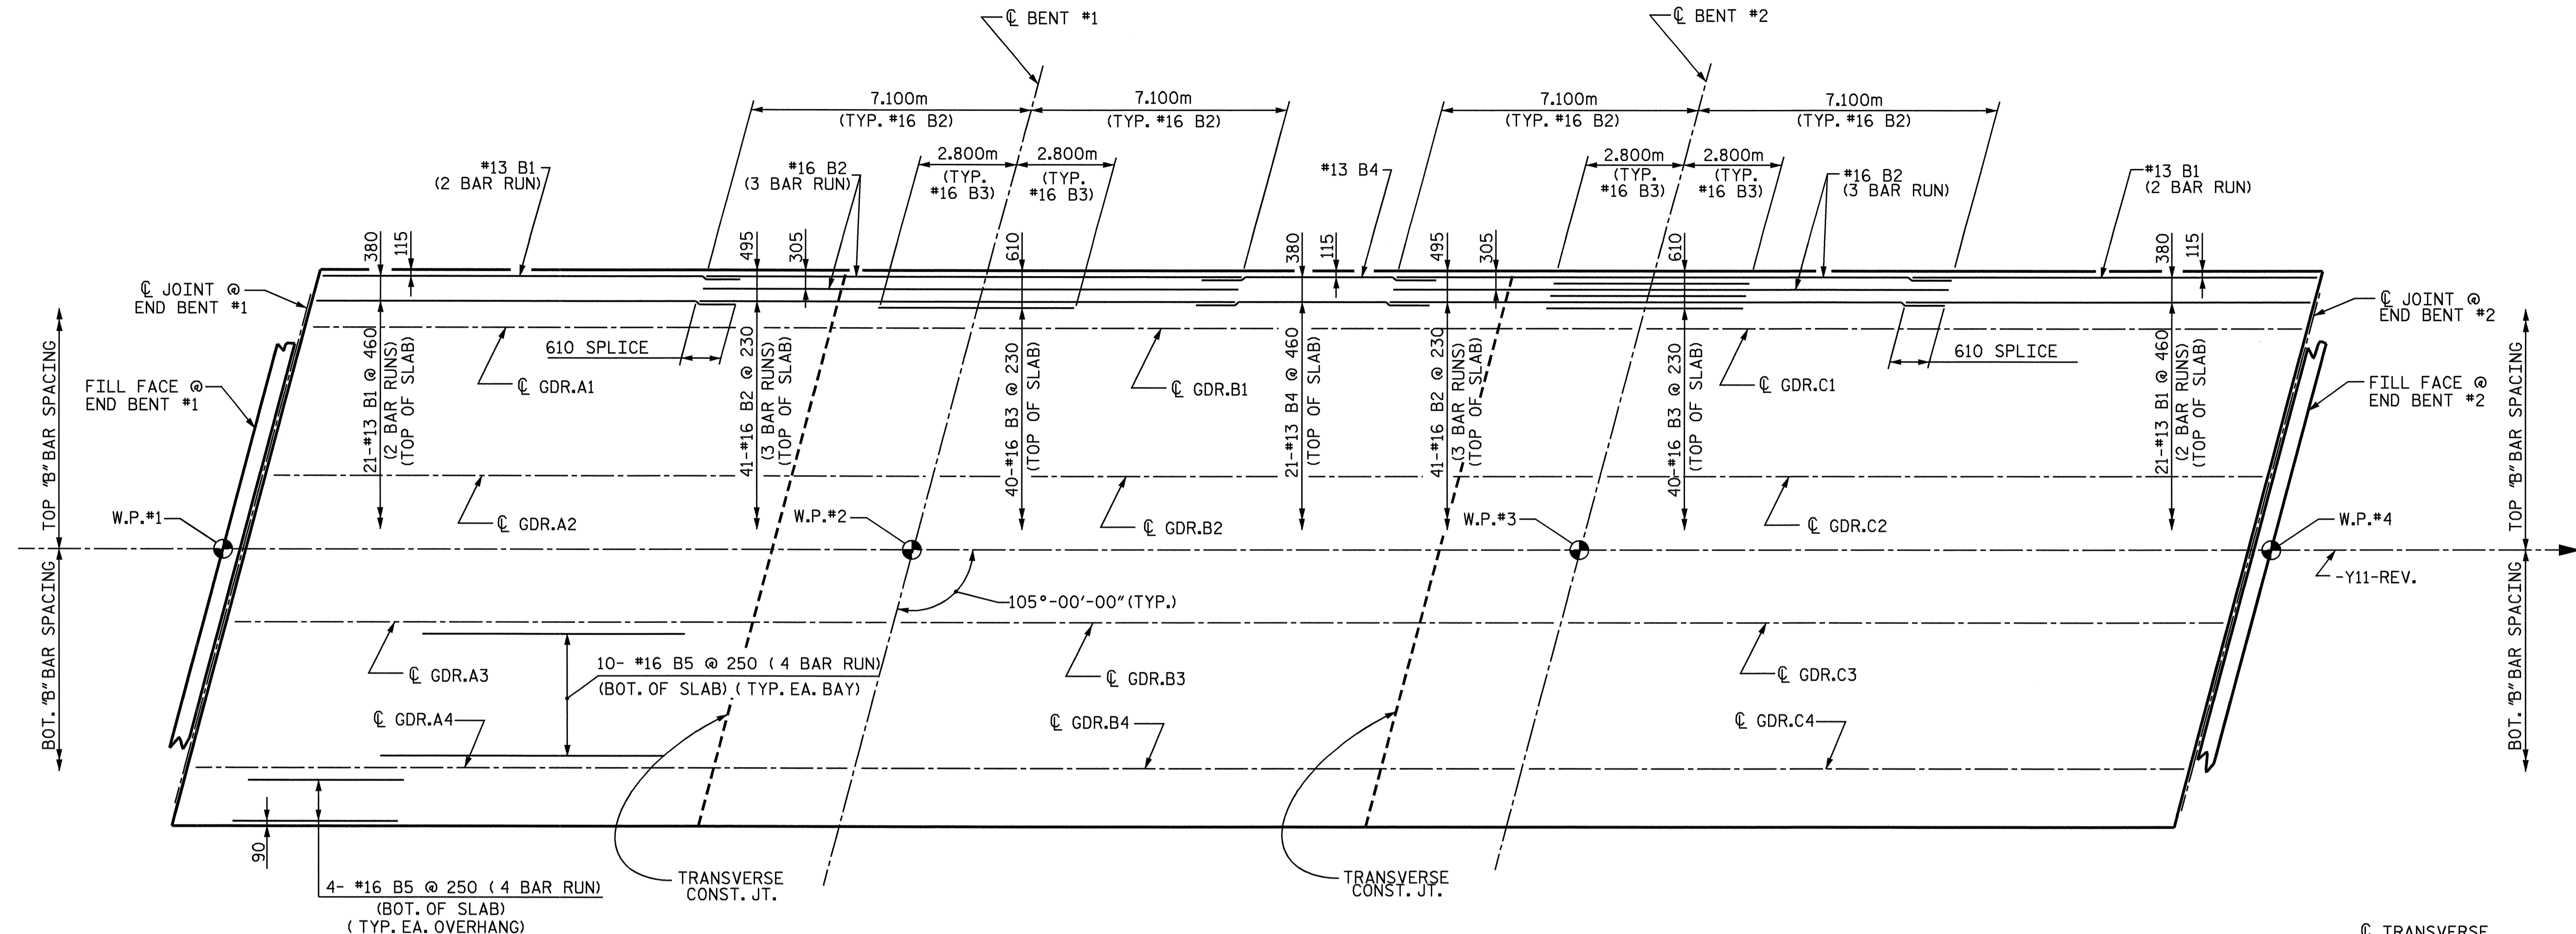 ℄ BENT #1
℄ BENT #2
7.100m
(TYP. #16 B2)
7.100m
(TYP. #16 B2)
7.100m
(TYP. #16 B2)
7.100m
(TYP. #16 B2)
2.800m
(TYP.
#16 B3)
2.800m
(TYP.
#16 B3)
2.800m
(TYP.
#16 B3)
2.800m
(TYP.
#16 B3)
#13 B1
(2 BAR RUN)
#16 B2
(3 BAR RUN)
#13 B4
#16 B2
(3 BAR RUN)
#13 B1
(2 BAR RUN)
380
115
495
305
610
380
115
495
305
610
380
115
℄ JOINT @
END BENT #1
℄ JOINT @
END BENT #2
FILL FACE @
END BENT #1
FILL FACE @
END BENT #2
610 SPLICE
610 SPLICE
TOP "B" BAR SPACING
BOT. "B" BAR SPACING
TOP "B" BAR SPACING
BOT. "B" BAR SPACING
21-#13 B1 @ 460
(2 BAR RUNS)
(TOP OF SLAB)
41-#16 B2 @ 230
(3 BAR RUNS)
(TOP OF SLAB)
40-#16 B3 @ 230
(TOP OF SLAB)
21-#13 B4 @ 460
(TOP OF SLAB)
41-#16 B2 @ 230
(3 BAR RUNS)
(TOP OF SLAB)
40-#16 B3 @ 230
(TOP OF SLAB)
21-#13 B1 @ 460
(2 BAR RUNS)
(TOP OF SLAB)
℄ GDR.A1
℄ GDR.B1
℄ GDR.C1
℄ GDR.A2
℄ GDR.B2
℄ GDR.C2
W.P.#1
W.P.#2
W.P.#3
W.P.#4
-Y11-REV.
105°-00'-00" (TYP.)
℄ GDR.A3
℄ GDR.B3
℄ GDR.C3
10- #16 B5 @ 250 ( 4 BAR RUN)
(BOT. OF SLAB) ( TYP. EA. BAY)
℄ GDR.A4
℄ GDR.B4
℄ GDR.C4
90
4- #16 B5 @ 250 ( 4 BAR RUN)
(BOT. OF SLAB)
( TYP. EA. OVERHANG)
TRANSVERSE
CONST. JT.
TRANSVERSE
CONST. JT.
℄ TRANSVERSE